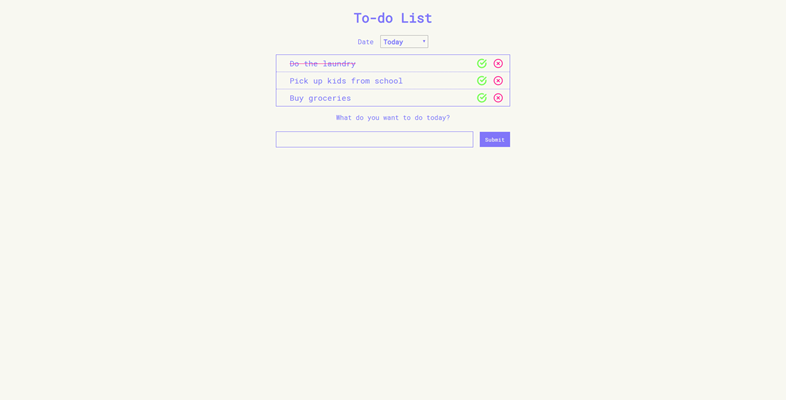 To-do List
Date Today
Do the laundry
Pick up kids from school
Buy groceries
What do you want to do today?
Submit